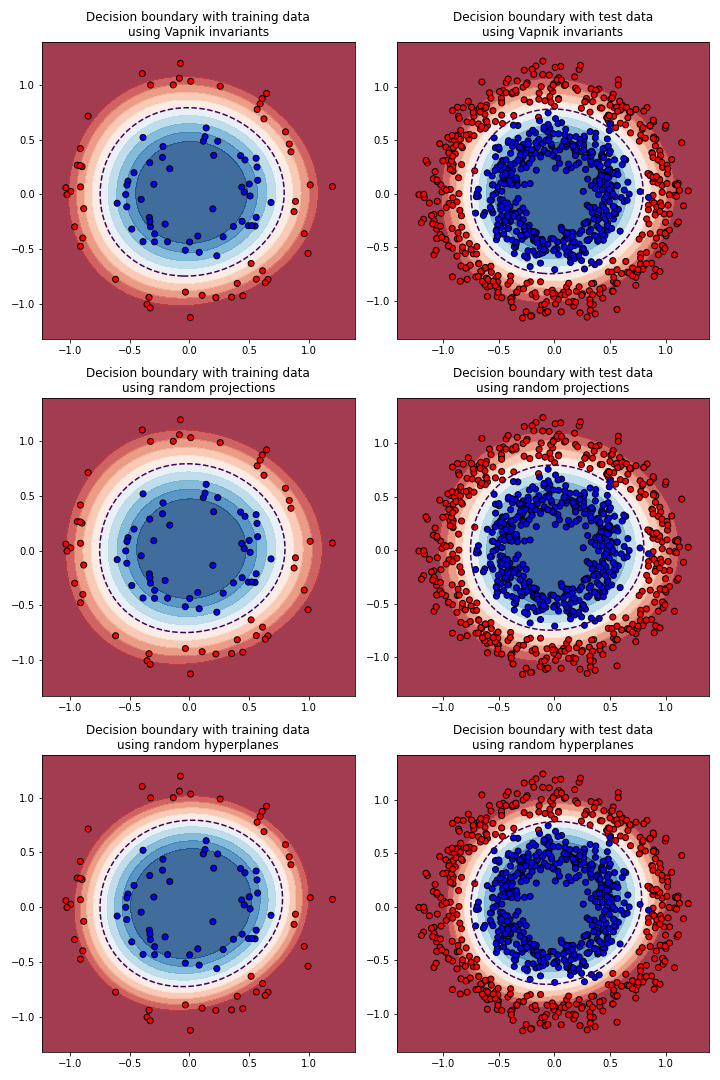 Decision boundary with training data
using Vapnik invariants
Decision boundary with test data
using Vapnik invariants
1.0
0.5
0.0
−0.5
−1.0
−1.0 −0.5 0.0 0.5 1.0
1.0
0.5
0.0
−0.5
−1.0
−1.0 −0.5 0.0 0.5 1.0
Decision boundary with training data
using random projections
Decision boundary with test data
using random projections
1.0
0.5
0.0
−0.5
−1.0
−1.0 −0.5 0.0 0.5 1.0
1.0
0.5
0.0
−0.5
−1.0
−1.0 −0.5 0.0 0.5 1.0
Decision boundary with training data
using random hyperplanes
Decision boundary with test data
using random hyperplanes
1.0
0.5
0.0
−0.5
−1.0
−1.0 −0.5 0.0 0.5 1.0
1.0
0.5
0.0
−0.5
−1.0
−1.0 −0.5 0.0 0.5 1.0